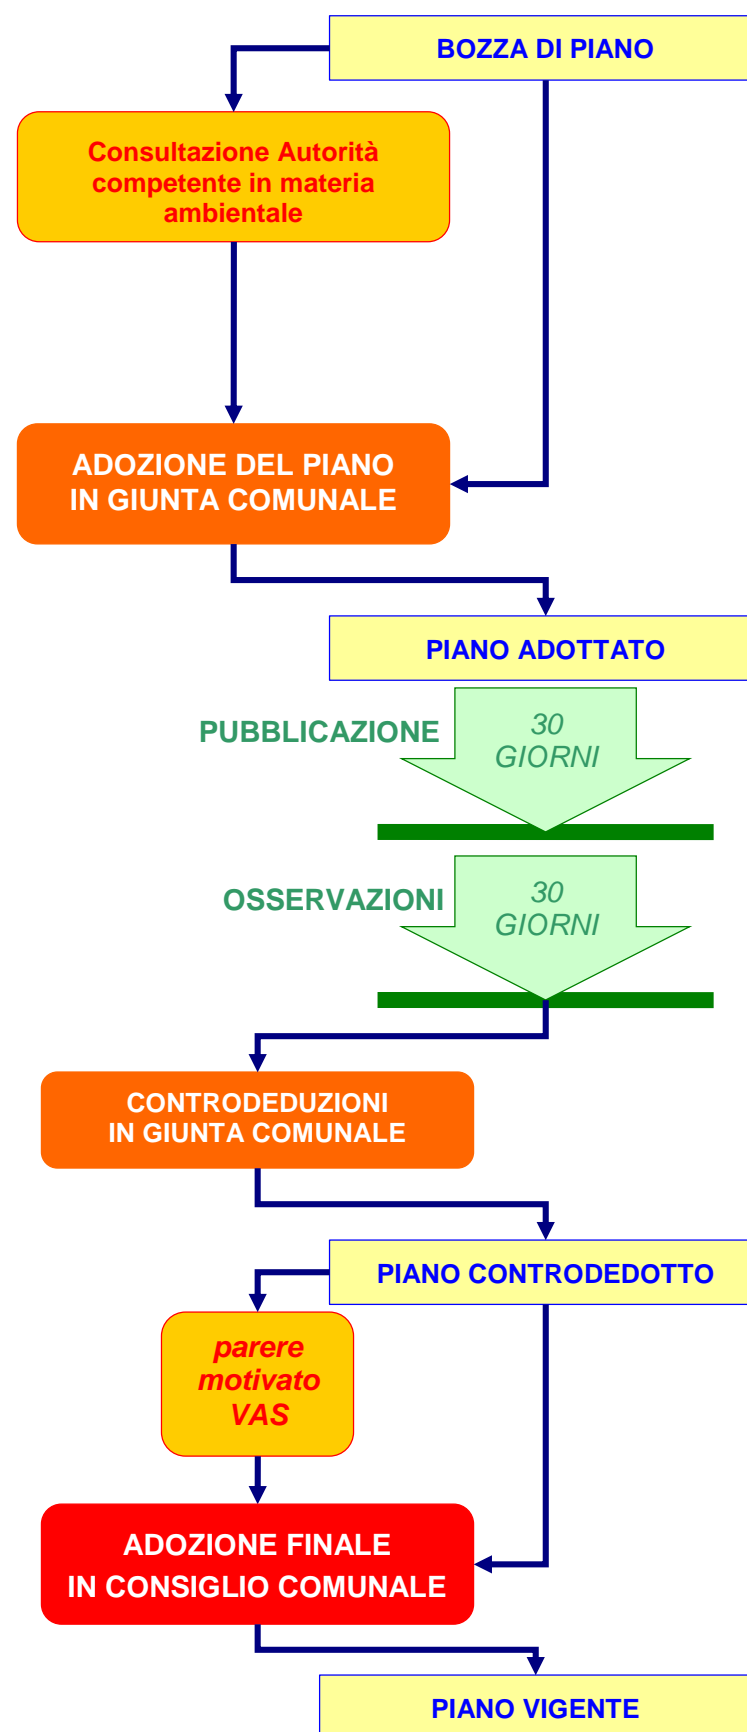 BOZZA DI PIANO
Consultazione Autorità
competente in materia
ambientale
ADOZIONE DEL PIANO
IN GIUNTA COMUNALE
PIANO ADOTTATO
PUBBLICAZIONE
30
GIORNI
OSSERVAZIONI
30
GIORNI
CONTRODEDUZIONI
IN GIUNTA COMUNALE
PIANO CONTRODEDOTTO
parere
motivato
VAS
ADOZIONE FINALE
IN CONSIGLIO COMUNALE
PIANO VIGENTE